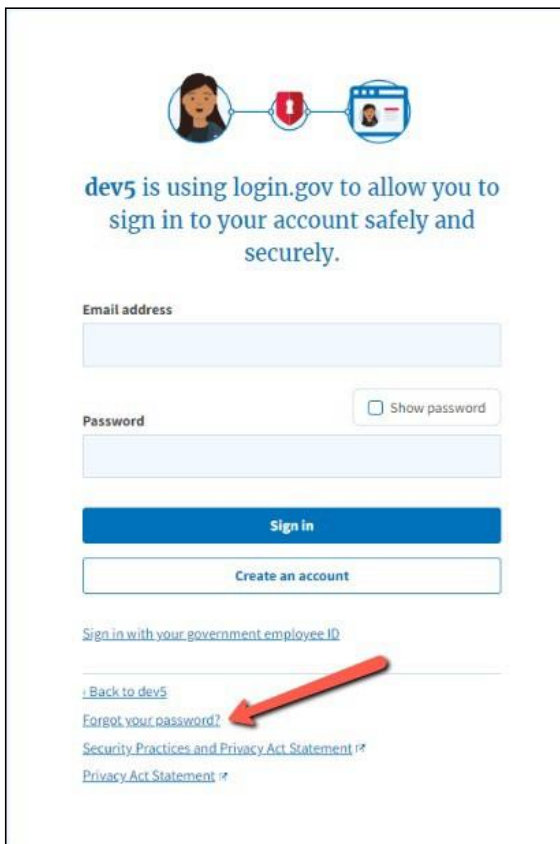 dev5 is using login.gov to allow you to
sign in to your account safely and
securely.
Email address
Show password
Password
Sign in
Create an account
Sign in with your government employee ID
‹ Back to dev5
Forgot your password?
Security Practices and Privacy Act Statement
Privacy Act Statement